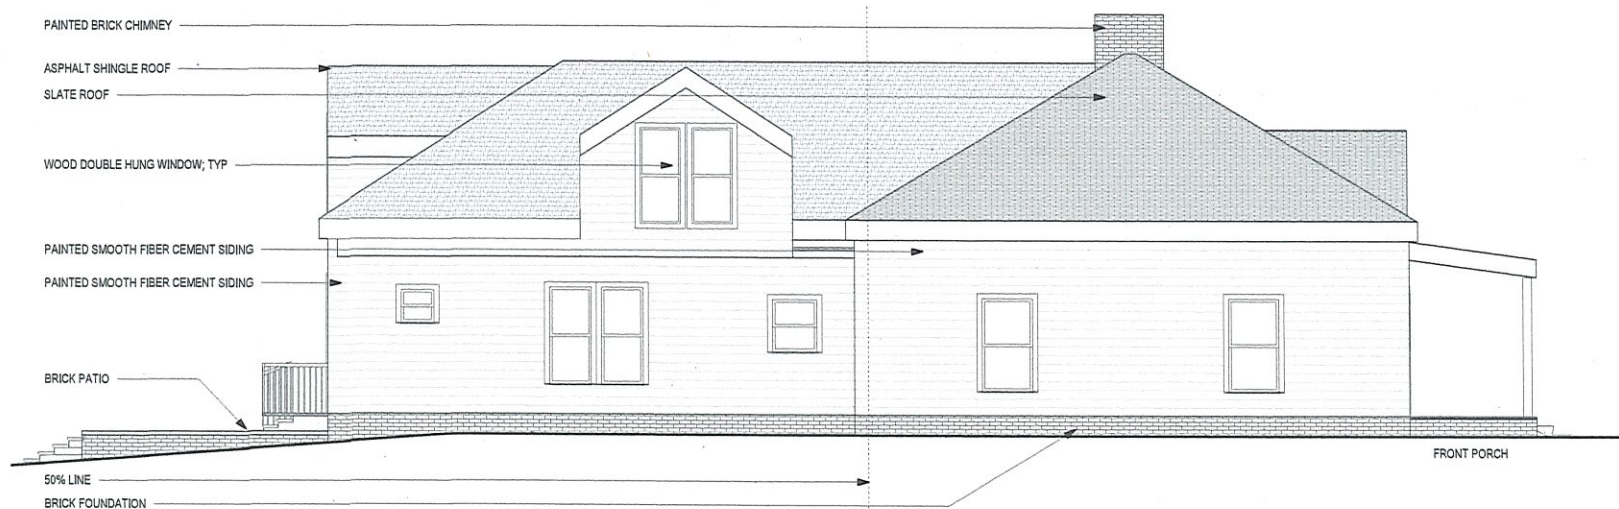 PAINTED BRICK CHIMNEY
ASPHALT SHINGLE ROOF
SLATE ROOF
WOOD DOUBLE HUNG WINDOW; TYP
PAINTED SMOOTH FIBER CEMENT SIDING
PAINTED SMOOTH FIBER CEMENT SIDING
BRICK PATIO
FRONT PORCH
50% LINE
BRICK FOUNDATION